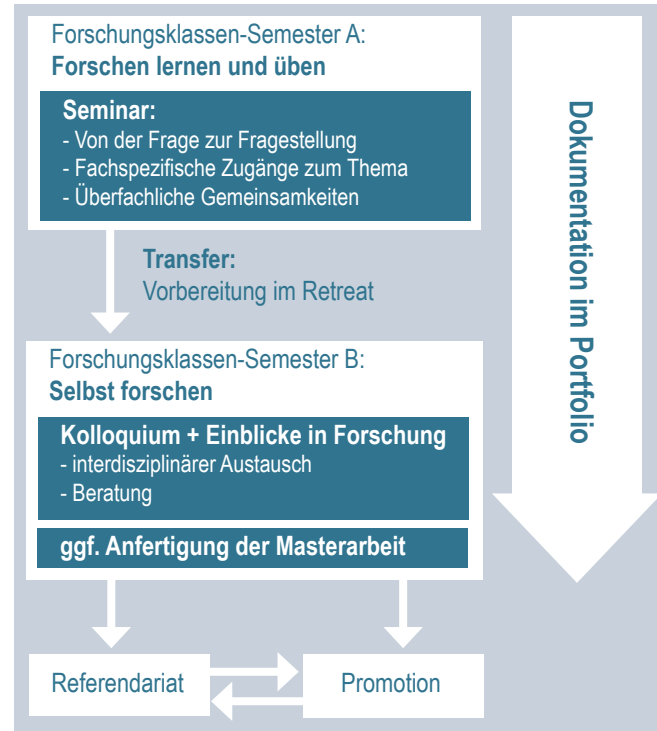 Forschungsklassen-Semester A:
Forschen lernen und üben
Seminar:
- Von der Frage zur Fragestellung
- Fachspezifische Zugänge zum Thema
- Überfachliche Gemeinsamkeiten
Transfer:
Vorbereitung im Retreat
Forschungsklassen-Semester B:
Selbst forschen
Kolloquium + Einblicke in Forschung
- interdisziplinärer Austausch
- Beratung
ggf. Anfertigung der Masterarbeit
Referendariat
Promotion
Dokumentation im Portfolio